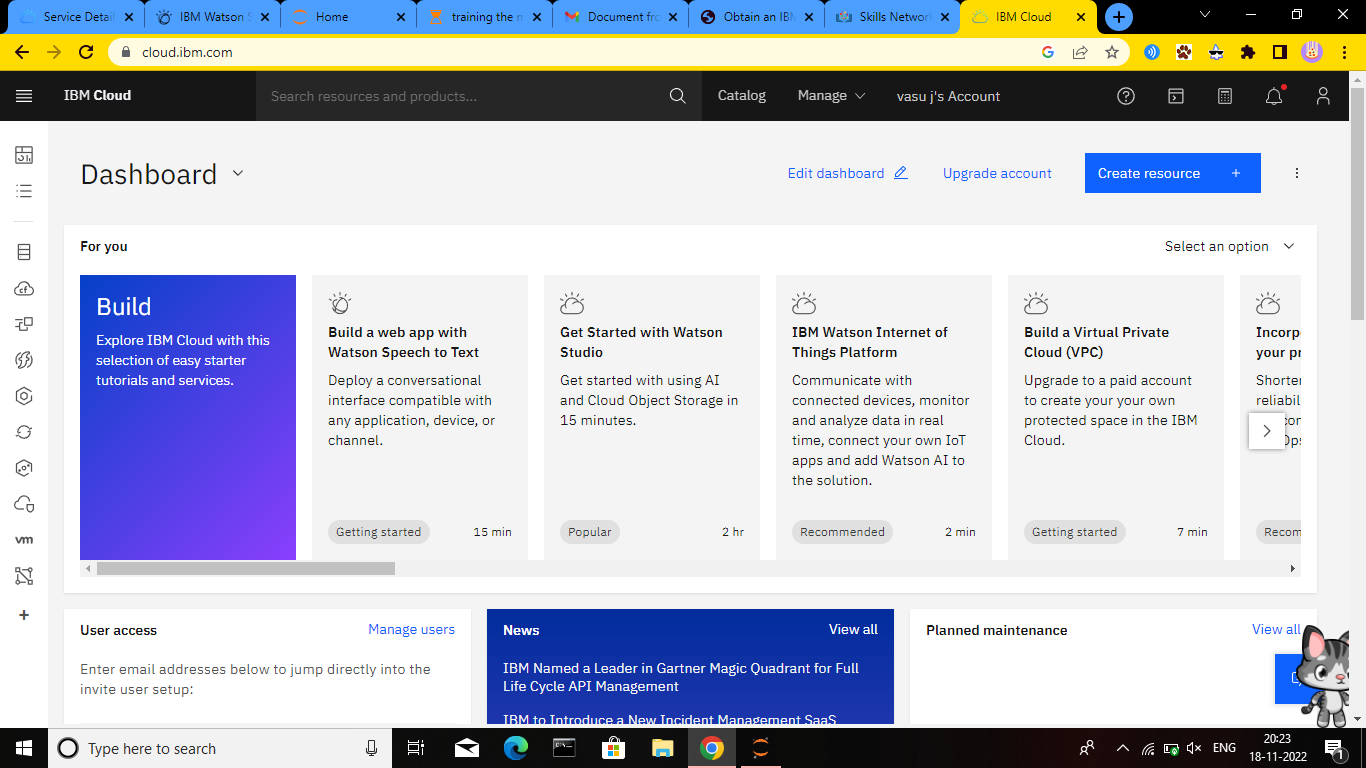 Service Detail
IBM Watson S
Home
training the m
Document fro
Obtain an IBM
Skills Network
IBM Cloud
cloud.ibm.com
IBM Cloud
Search resources and products...
Catalog
Manage
vasu j's Account
Dashboard
Edit dashboard
Upgrade account
Create resource
For you
Select an option
Build
Explore IBM Cloud with this
selection of easy starter
tutorials and services.
Build a web app with
Watson Speech to Text
Deploy a conversational
interface compatible with
any application, device, or
channel.
Getting started
15 min
Get Started with Watson
Studio
Get started with using AI
and Cloud Object Storage in
15 minutes.
Popular
2 hr
IBM Watson Internet of
Things Platform
Communicate with
connected devices, monitor
and analyze data in real
time, connect your own IoT
apps and add Watson AI to
the solution.
Recommended
2 min
Build a Virtual Private
Cloud (VPC)
Upgrade to a paid account
to create your your own
protected space in the IBM
Cloud.
Getting started
7 min
Incorp
your pr
Shorter
reliabil
Recom
cf
vm
User access
Manage users
Enter email addresses below to jump directly into the
invite user setup:
News
View all
IBM Named a Leader in Gartner Magic Quadrant for Full
Life Cycle API Management
IBM to Introduce a New Incident Management SaaS
Planned maintenance
View all
Type here to search
ENG
20:23
18-11-2022
1